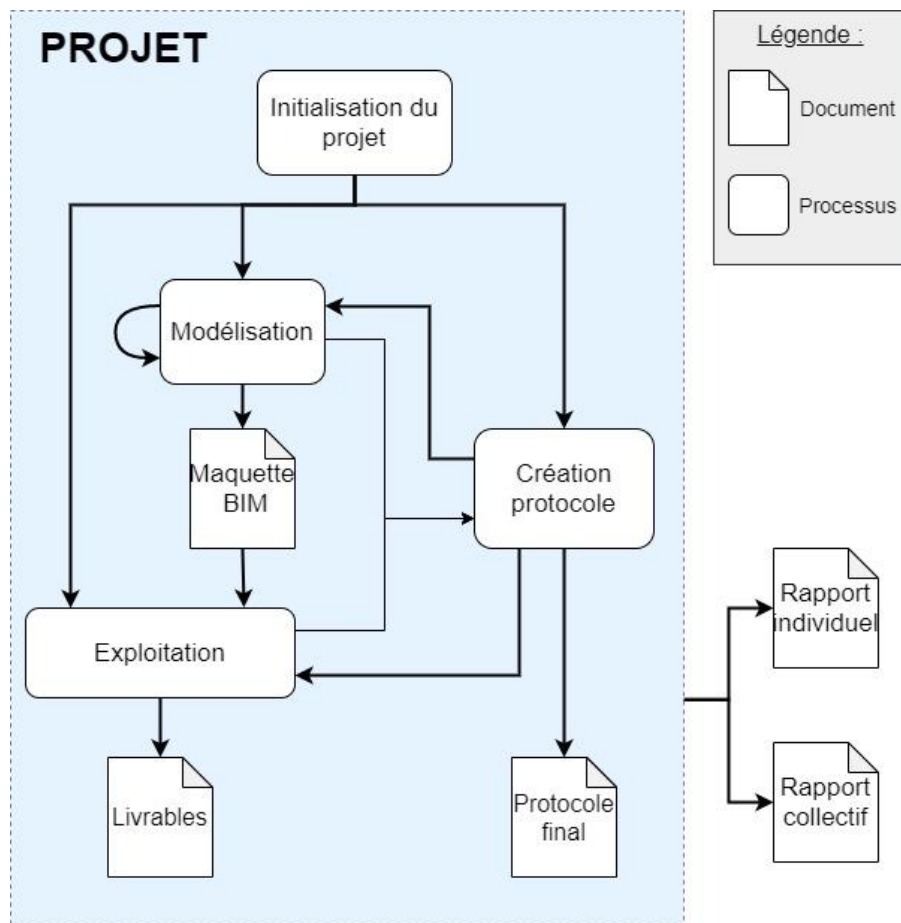 PROJET
Légende :
Document
Processus
Initialisation du
projet
Modélisation
Maquette
BIM
Création
protocole
Exploitation
Livrables
Protocole
final
Rapport
individuel
Rapport
collectif